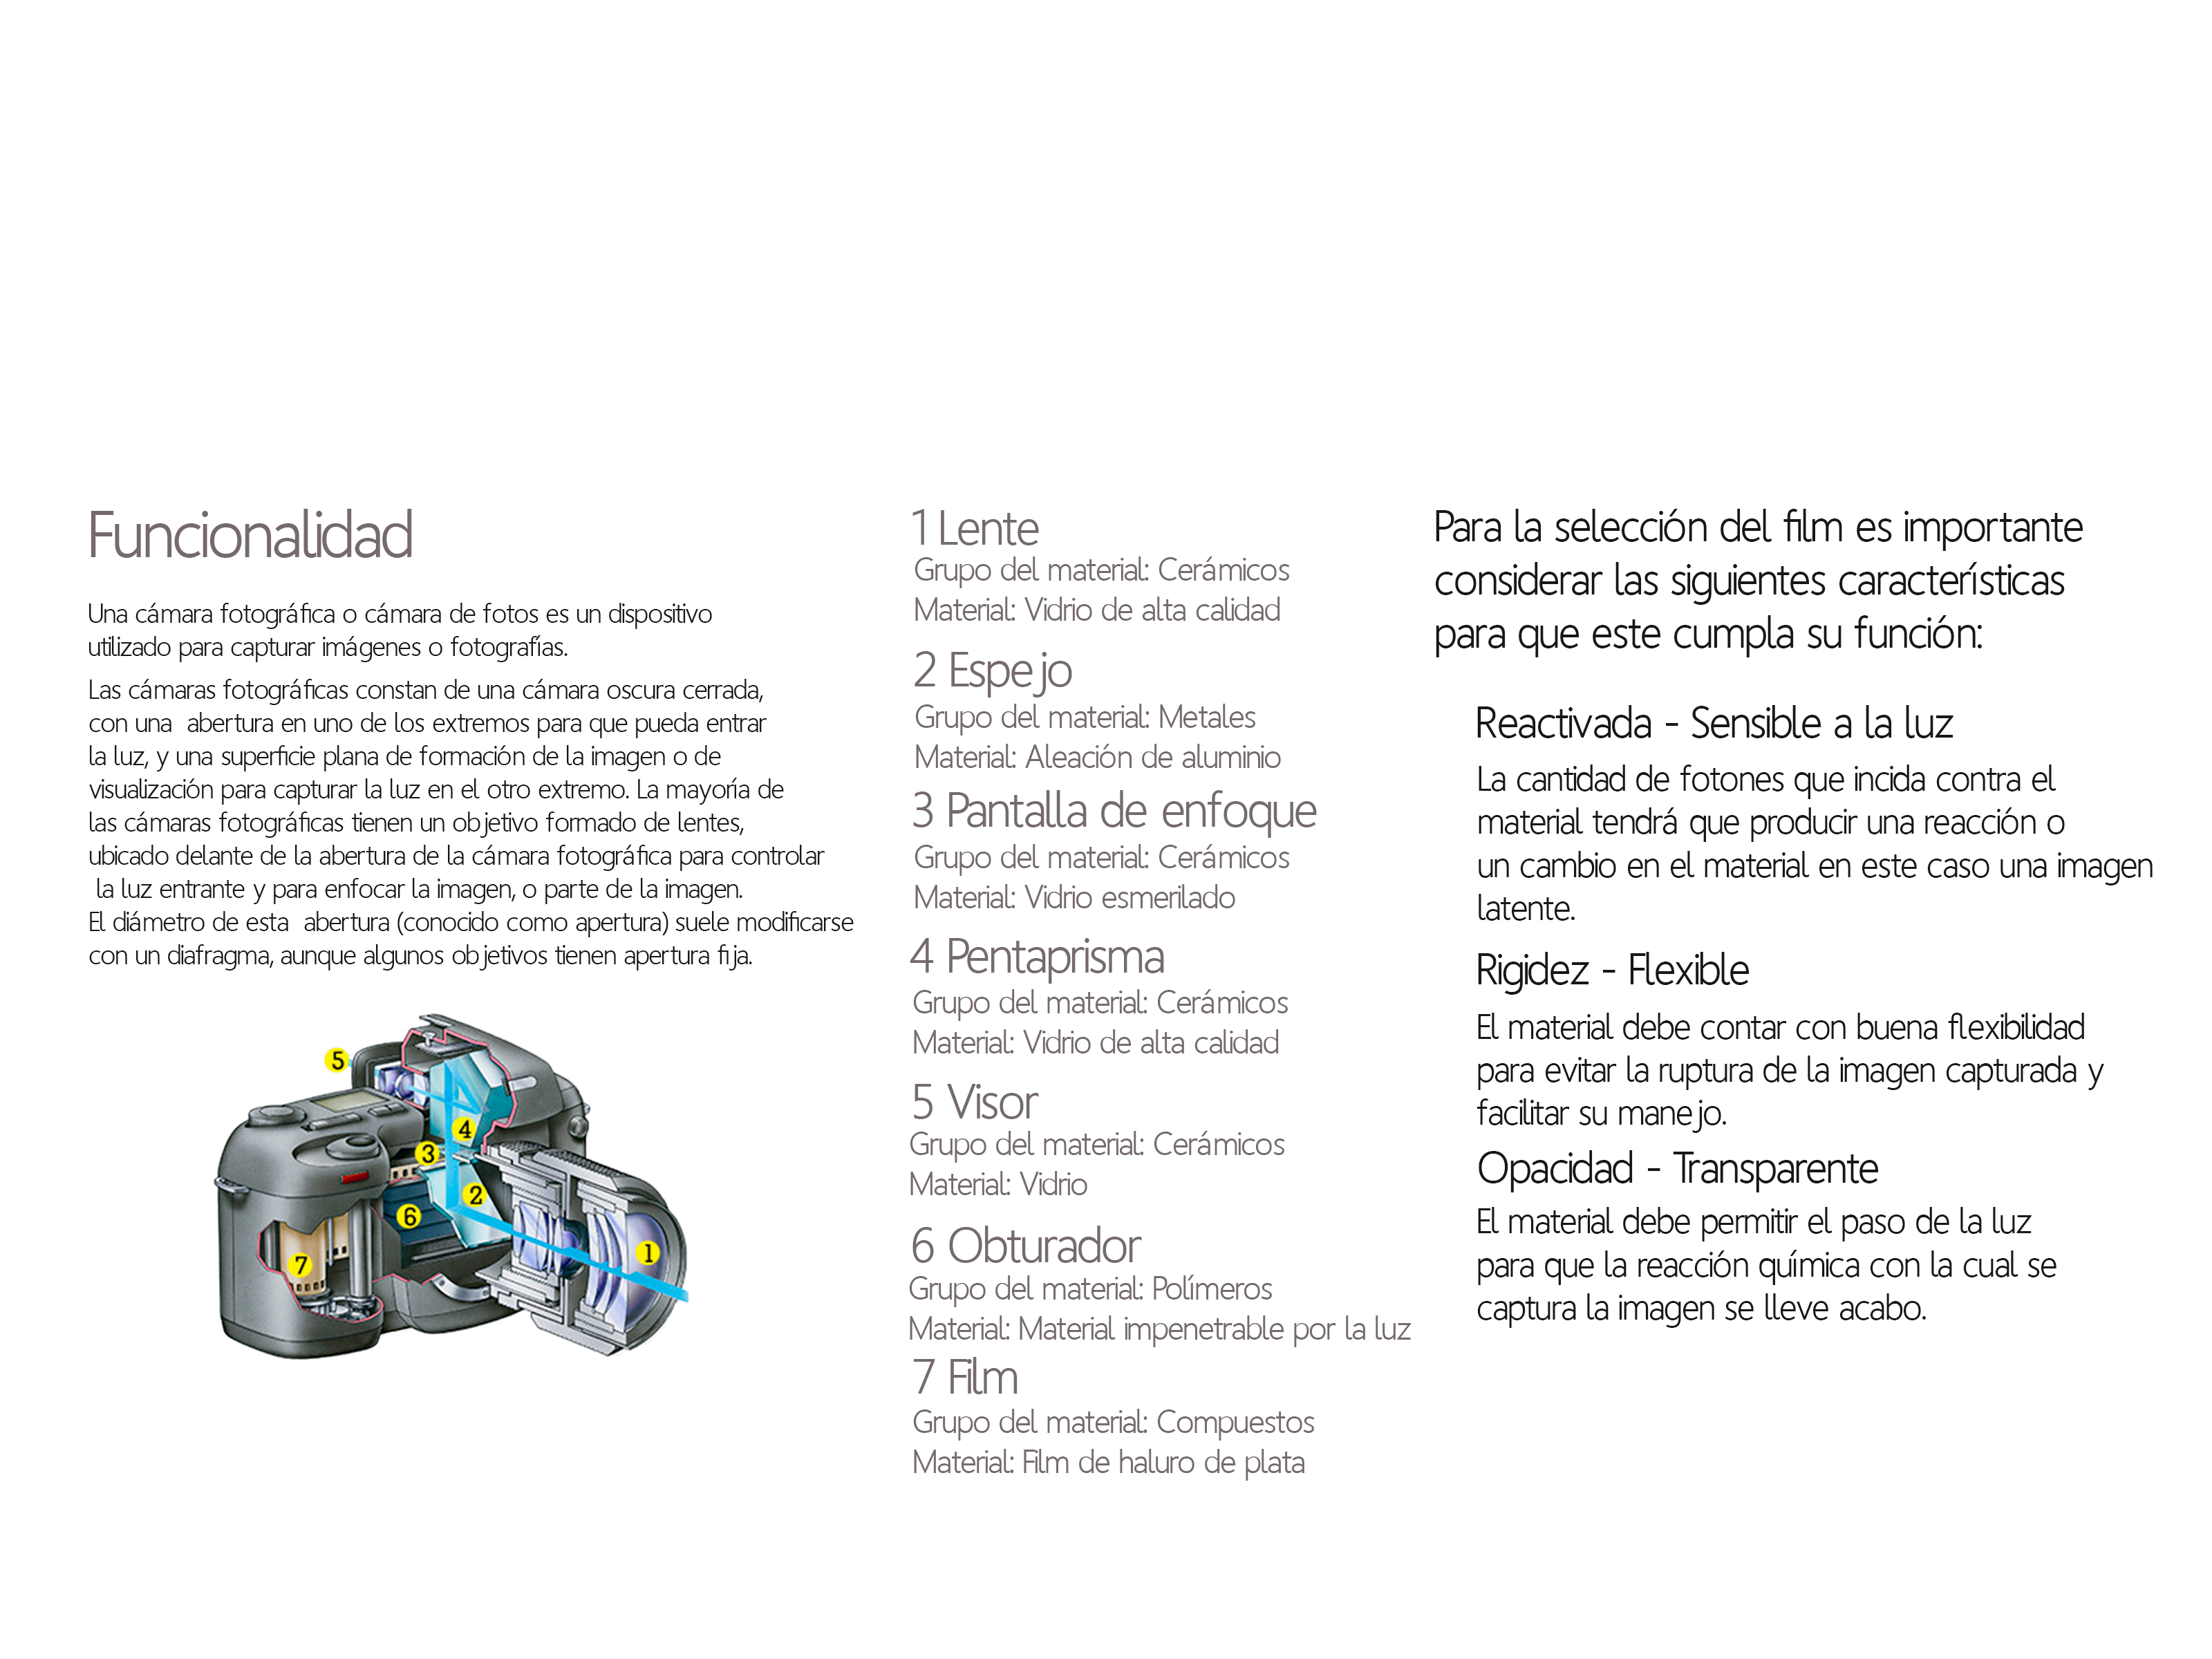 Funcionalidad
Una cámara fotográfica o cámara de fotos es un dispositivo
utilizado para capturar imágenes o fotografías.
Las cámaras fotográficas constan de una cámara oscura cerrada,
con una abertura en uno de los extremos para que pueda entrar
la luz, y una superficie plana de formación de la imagen o de
visualización para capturar la luz en el otro extremo. La mayoría de
las cámaras fotográficas tienen un objetivo formado de lentes,
ubicado delante de la abertura de la cámara fotográfica para controlar
la luz entrante y para enfocar la imagen, o parte de la imagen.
El diámetro de esta abertura (conocido como apertura) suele modificarse
con un diafragma, aunque algunos objetivos tienen apertura fija.
5
4
3
2
6
1
7
1 Lente
Grupo del material: Cerámicos
Material: Vidrio de alta calidad
2 Espejo
Grupo del material: Metales
Material: Aleación de aluminio
3 Pantalla de enfoque
Grupo del material: Cerámicos
Material: Vidrio esmerilado
4 Pentaprisma
Grupo del material: Cerámicos
Material: Vidrio de alta calidad
5 Visor
Grupo del material: Cerámicos
Material: Vidrio
6 Obturador
Grupo del material: Polímeros
Material: Material impenetrable por la luz
7 Film
Grupo del material: Compuestos
Material: Film de haluro de plata
Para la selección del film es importante
considerar las siguientes características
para que este cumpla su función:
Reactivada - Sensible a la luz
La cantidad de fotones que incida contra el
material tendrá que producir una reacción o
un cambio en el material en este caso una imagen
latente.
Rigidez - Flexible
El material debe contar con buena flexibilidad
para evitar la ruptura de la imagen capturada y
facilitar su manejo.
Opacidad - Transparente
El material debe permitir el paso de la luz
para que la reacción química con la cual se
captura la imagen se lleve acabo.